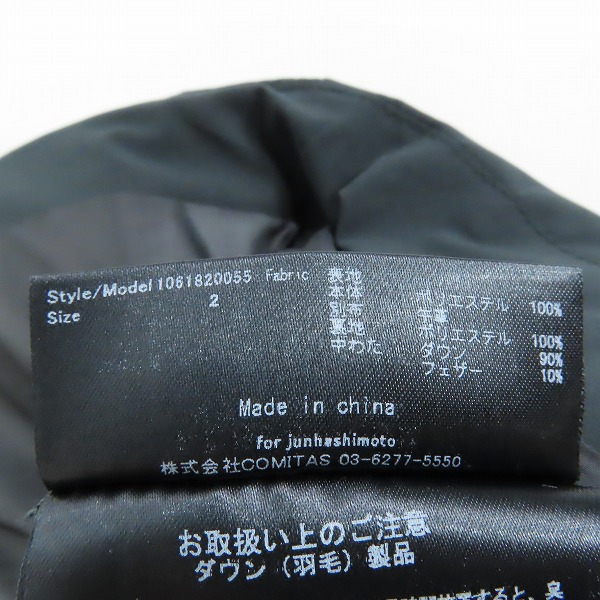 Style/Model 1061820055 Fabric 表地
Size 2 本体 ポリエステル 100%
別布 牛革
裏地 ポリエステル 100%
中わた ダウン 90%
フェザー 10%
Made in china
for junhashimoto
株式会社COMITAS 03-6277-5550
お取扱い上のご注意
ダウン（羽毛）製品
すると、臭